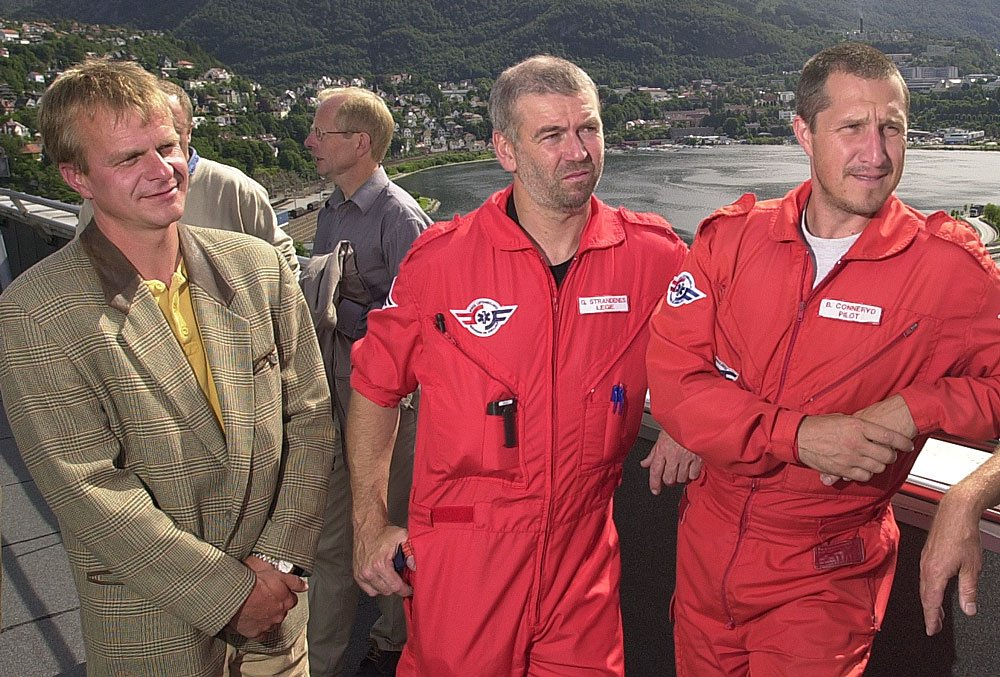 G. STRANDENES
LEGE
B. CONNERYD
PILOT